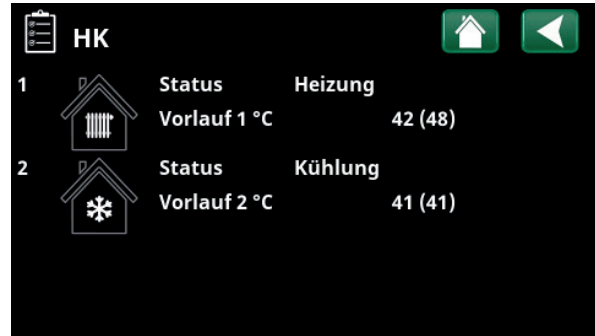 HK
1 Status Heizung
Vorlauf 1 °C 42 (48)
2 Status Kühlung
Vorlauf 2 °C 41 (41)